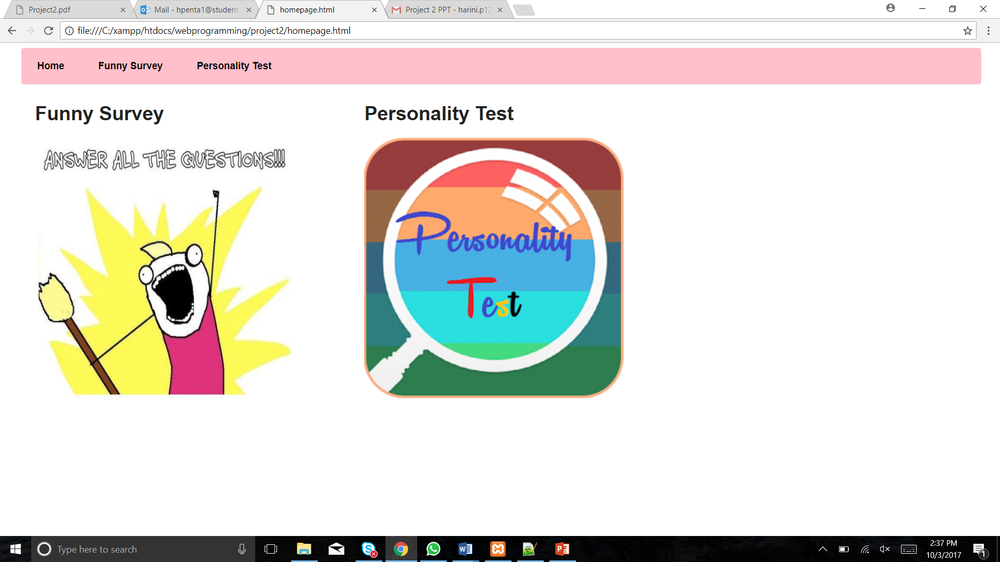 Project2.pdf
Mail - hpenta1@student.
homepage.html
Project 2 PPT - harini.p12
file:///C:/xampp/htdocs/webprogramming/project2/homepage.html
Home Funny Survey Personality Test
Funny Survey
Personality Test
ANSWER ALL THE QUESTIONS!!!
Personality
Test
Type here to search
2:37 PM
10/3/2017
1